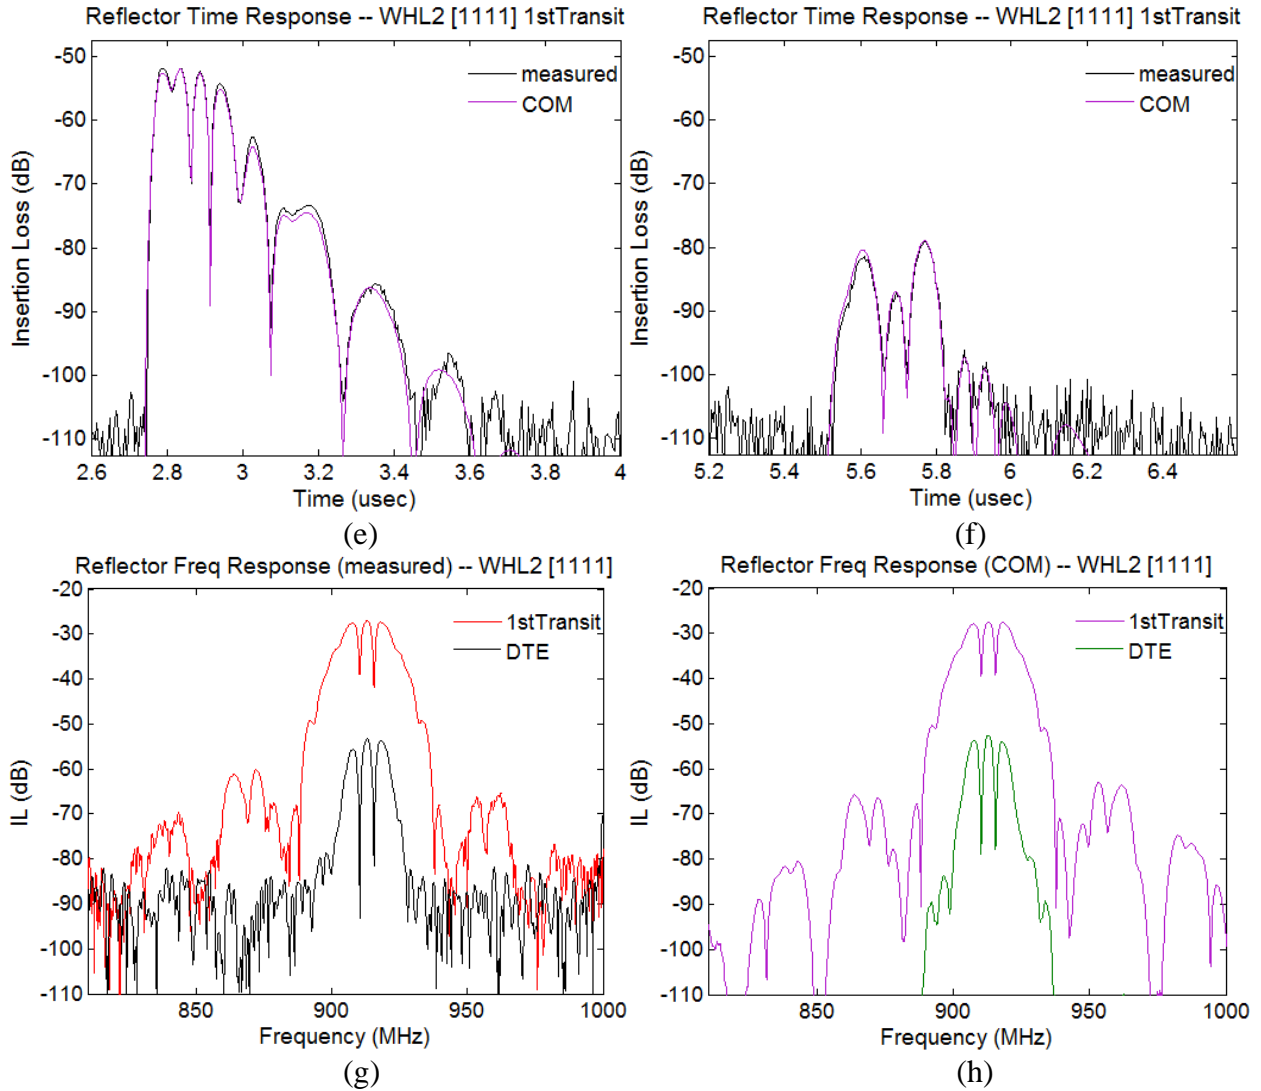 Reflector Time Response -- WHL2 [1111] 1stTransit
-50
-60
-70
-80
-90
-100
-110
Insertion Loss (dB)
measured
COM
2.6 2.8 3 3.2 3.4 3.6 3.8 4
Time (usec)
(e)
Reflector Time Response -- WHL2 [1111] 1stTransit
-50
-60
-70
-80
-90
-100
-110
Insertion Loss (dB)
measured
COM
5.2 5.4 5.6 5.8 6 6.2 6.4
Time (usec)
(f)
Reflector Freq Response (measured) -- WHL2 [1111]
-20
-30
-40
-50
-60
-70
-80
-90
-100
-110
IL (dB)
1stTransit
DTE
850 900 950 1000
Frequency (MHz)
(g)
Reflector Freq Response (COM) -- WHL2 [1111]
-20
-30
-40
-50
-60
-70
-80
-90
-100
-110
IL (dB)
1stTransit
DTE
850 900 950 1000
Frequency (MHz)
(h)